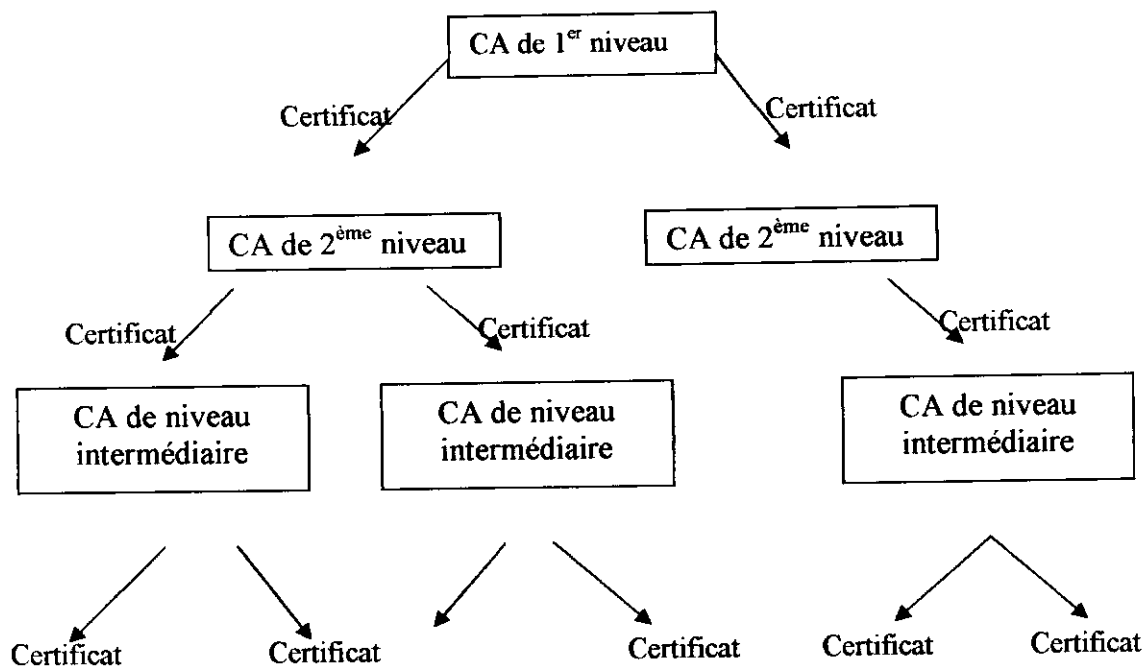 CA de 1er niveau
Certificat
Certificat
CA de 2ème niveau
CA de 2ème niveau
Certificat
Certificat
Certificat
CA de niveau
intermédiaire
CA de niveau
intermédiaire
CA de niveau
intermédiaire
Certificat
Certificat
Certificat
Certificat
Certificat